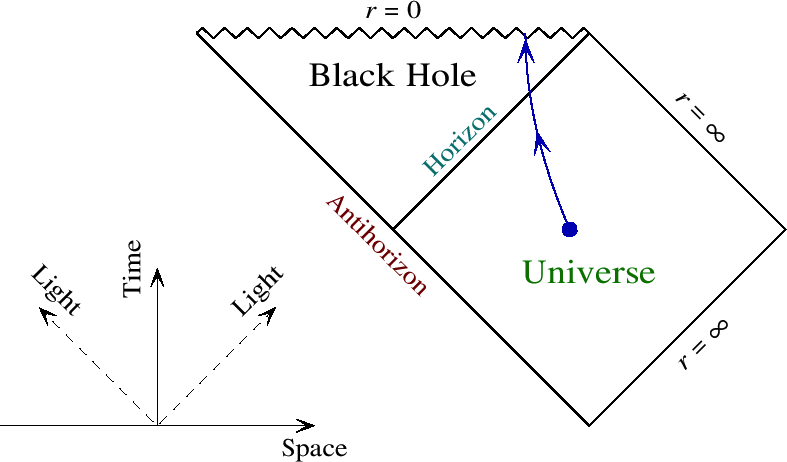 r = 0
Black Hole
r = ∞
Horizon
Antihorizon
Universe
Time
Light
Light
r = ∞
Space